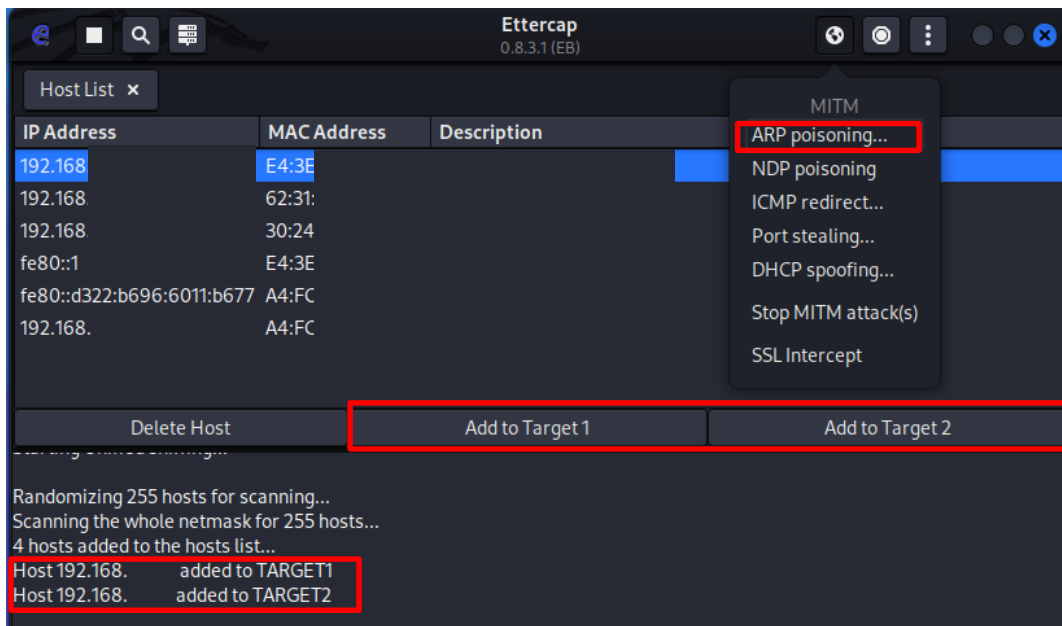 Ettercap
0.8.3.1 (EB)
Host List ×
IP Address MAC Address Description
192.168 E4:3E
192.168. 62:31:
192.168. 30:24
fe80::1 E4:3E
fe80::d322:b696:6011:b677 A4:FC
192.168. A4:FC
MITM
ARP poisoning...
NDP poisoning
ICMP redirect...
Port stealing...
DHCP spoofing...
Stop MITM attack(s)
SSL Intercept
Delete Host Add to Target 1 Add to Target 2
Randomizing 255 hosts for scanning...
Scanning the whole netmask for 255 hosts...
4 hosts added to the hosts list...
Host 192.168. added to TARGET1
Host 192.168. added to TARGET2